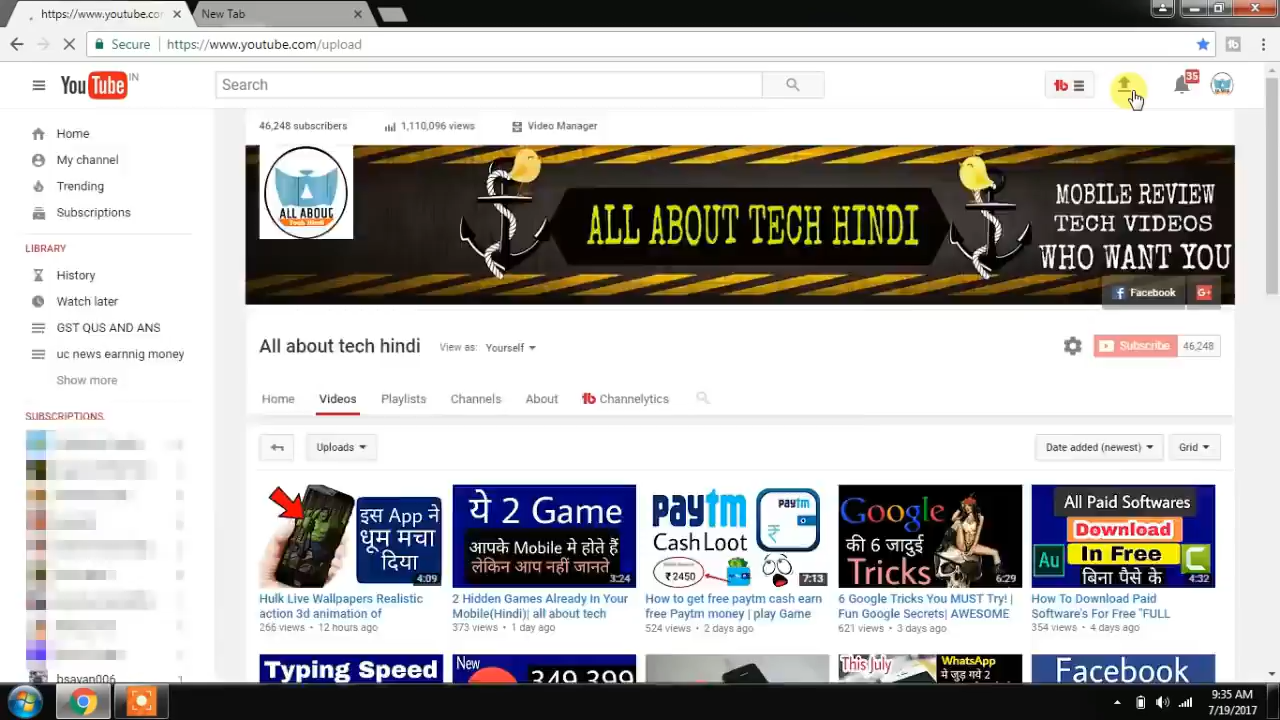 https://www.youtube.co
New Tab
Secure
https://www.youtube.com/upload
YouTube IN
Search
35
46,248 subscribers
1,110,096 views
Video Manager
ALL ABOUT
ALL ABOUT TECH HINDI
MOBILE REVIEW
TECH VIDEOS
WHO WANT YOU
Facebook
G+
Home
My channel
Trending
Subscriptions
LIBRARY
History
Watch later
GST QUS AND ANS
uc news earnnig money
Show more
SUBSCRIPTIONS
bsayan006
All about tech hindi
View as: Yourself
Subscribe
46,248
Home
Videos
Playlists
Channels
About
Channelytics
Uploads
Date added (newest)
Grid
इस App ने
धूम मचा
दिया
4:09
Hulk Live Wallpapers Realistic
action 3d animation of
266 views • 12 hours ago
ये 2 Game
आपके Mobile मे होते हैं
लेकिन आप नहीं जानते
3:24
2 Hidden Games Already In Your
Mobile(Hindi)| all about tech
373 views • 1 day ago
paytm
Cash Loot
paytm
₹
₹ 2450
7:13
How to get free paytm cash earn
free Paytm money | play Game
524 views • 2 days ago
Google
की 6 जादुई
Tricks
6:29
6 Google Tricks You MUST Try! |
Fun Google Secrets| AWESOME
621 views • 3 days ago
All Paid Softwares
Download
In Free
Au
बिना पैसे के
4:32
How To Download Paid
Software's For Free "FULL
354 views • 4 days ago
Typing Speed
New
349,399
This July
WhatsApp
मे जुड़ गये 2
Facebook
9:35 AM
7/19/2017